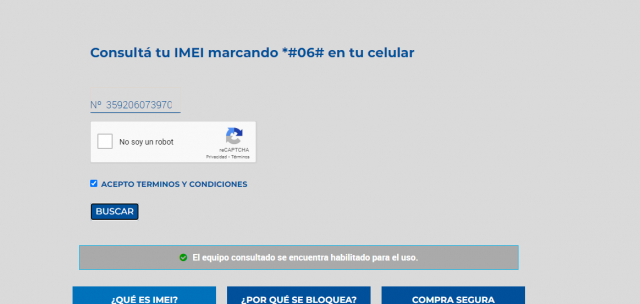 Consultá tu IMEI marcando *#06# en tu celular
Nº 359206073970
No soy un robot
reCAPTCHA
Privacidad - Términos
ACEPTO TERMINOS Y CONDICIONES
BUSCAR
El equipo consultado se encuentra habilitado para el uso.
¿QUÉ ES IMEI?
¿POR QUÉ SE BLOQUEA?
COMPRA SEGURA